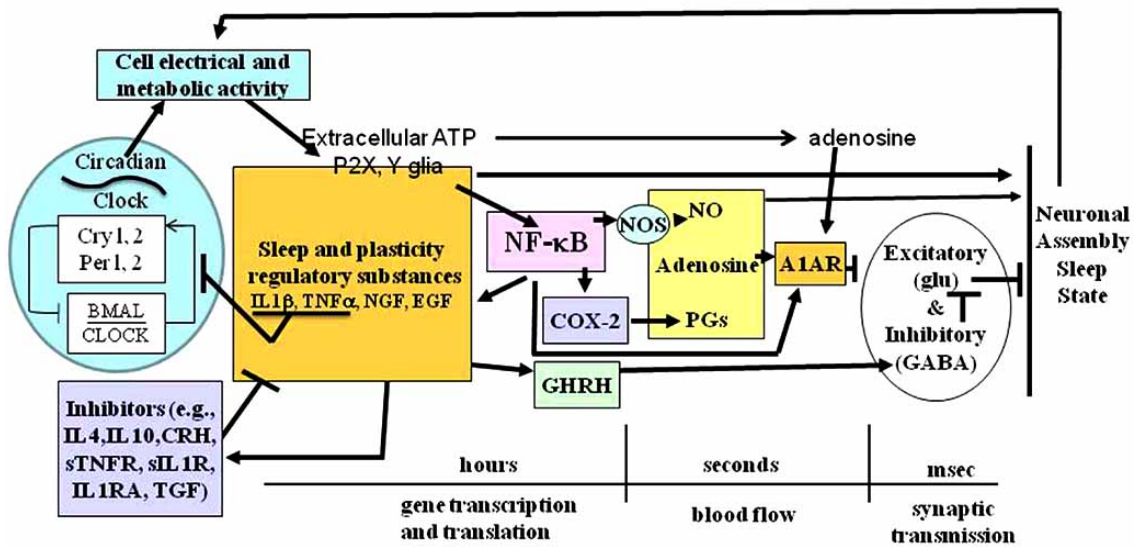 Cell electrical and
metabolic activity
Extracellular ATP
adenosine
P2X, Y glia
Circadian
Clock
Cry1, 2
Per1, 2
BMAL
CLOCK
Sleep and plasticity
regulatory substances
IL1β, TNFα, NGF, EGF
NF-κB
NOS
NO
Adenosine
A1AR
COX-2
PGs
GHRH
Excitatory
(glu)
&
Inhibitory
(GABA)
Neuronal
Assembly
Sleep
State
Inhibitors (e.g.,
IL4,IL10,CRH,
sTNFR, sIL1R,
IL1RA, TGF)
hours
seconds
msec
gene transcription
and translation
blood flow
synaptic
transmission